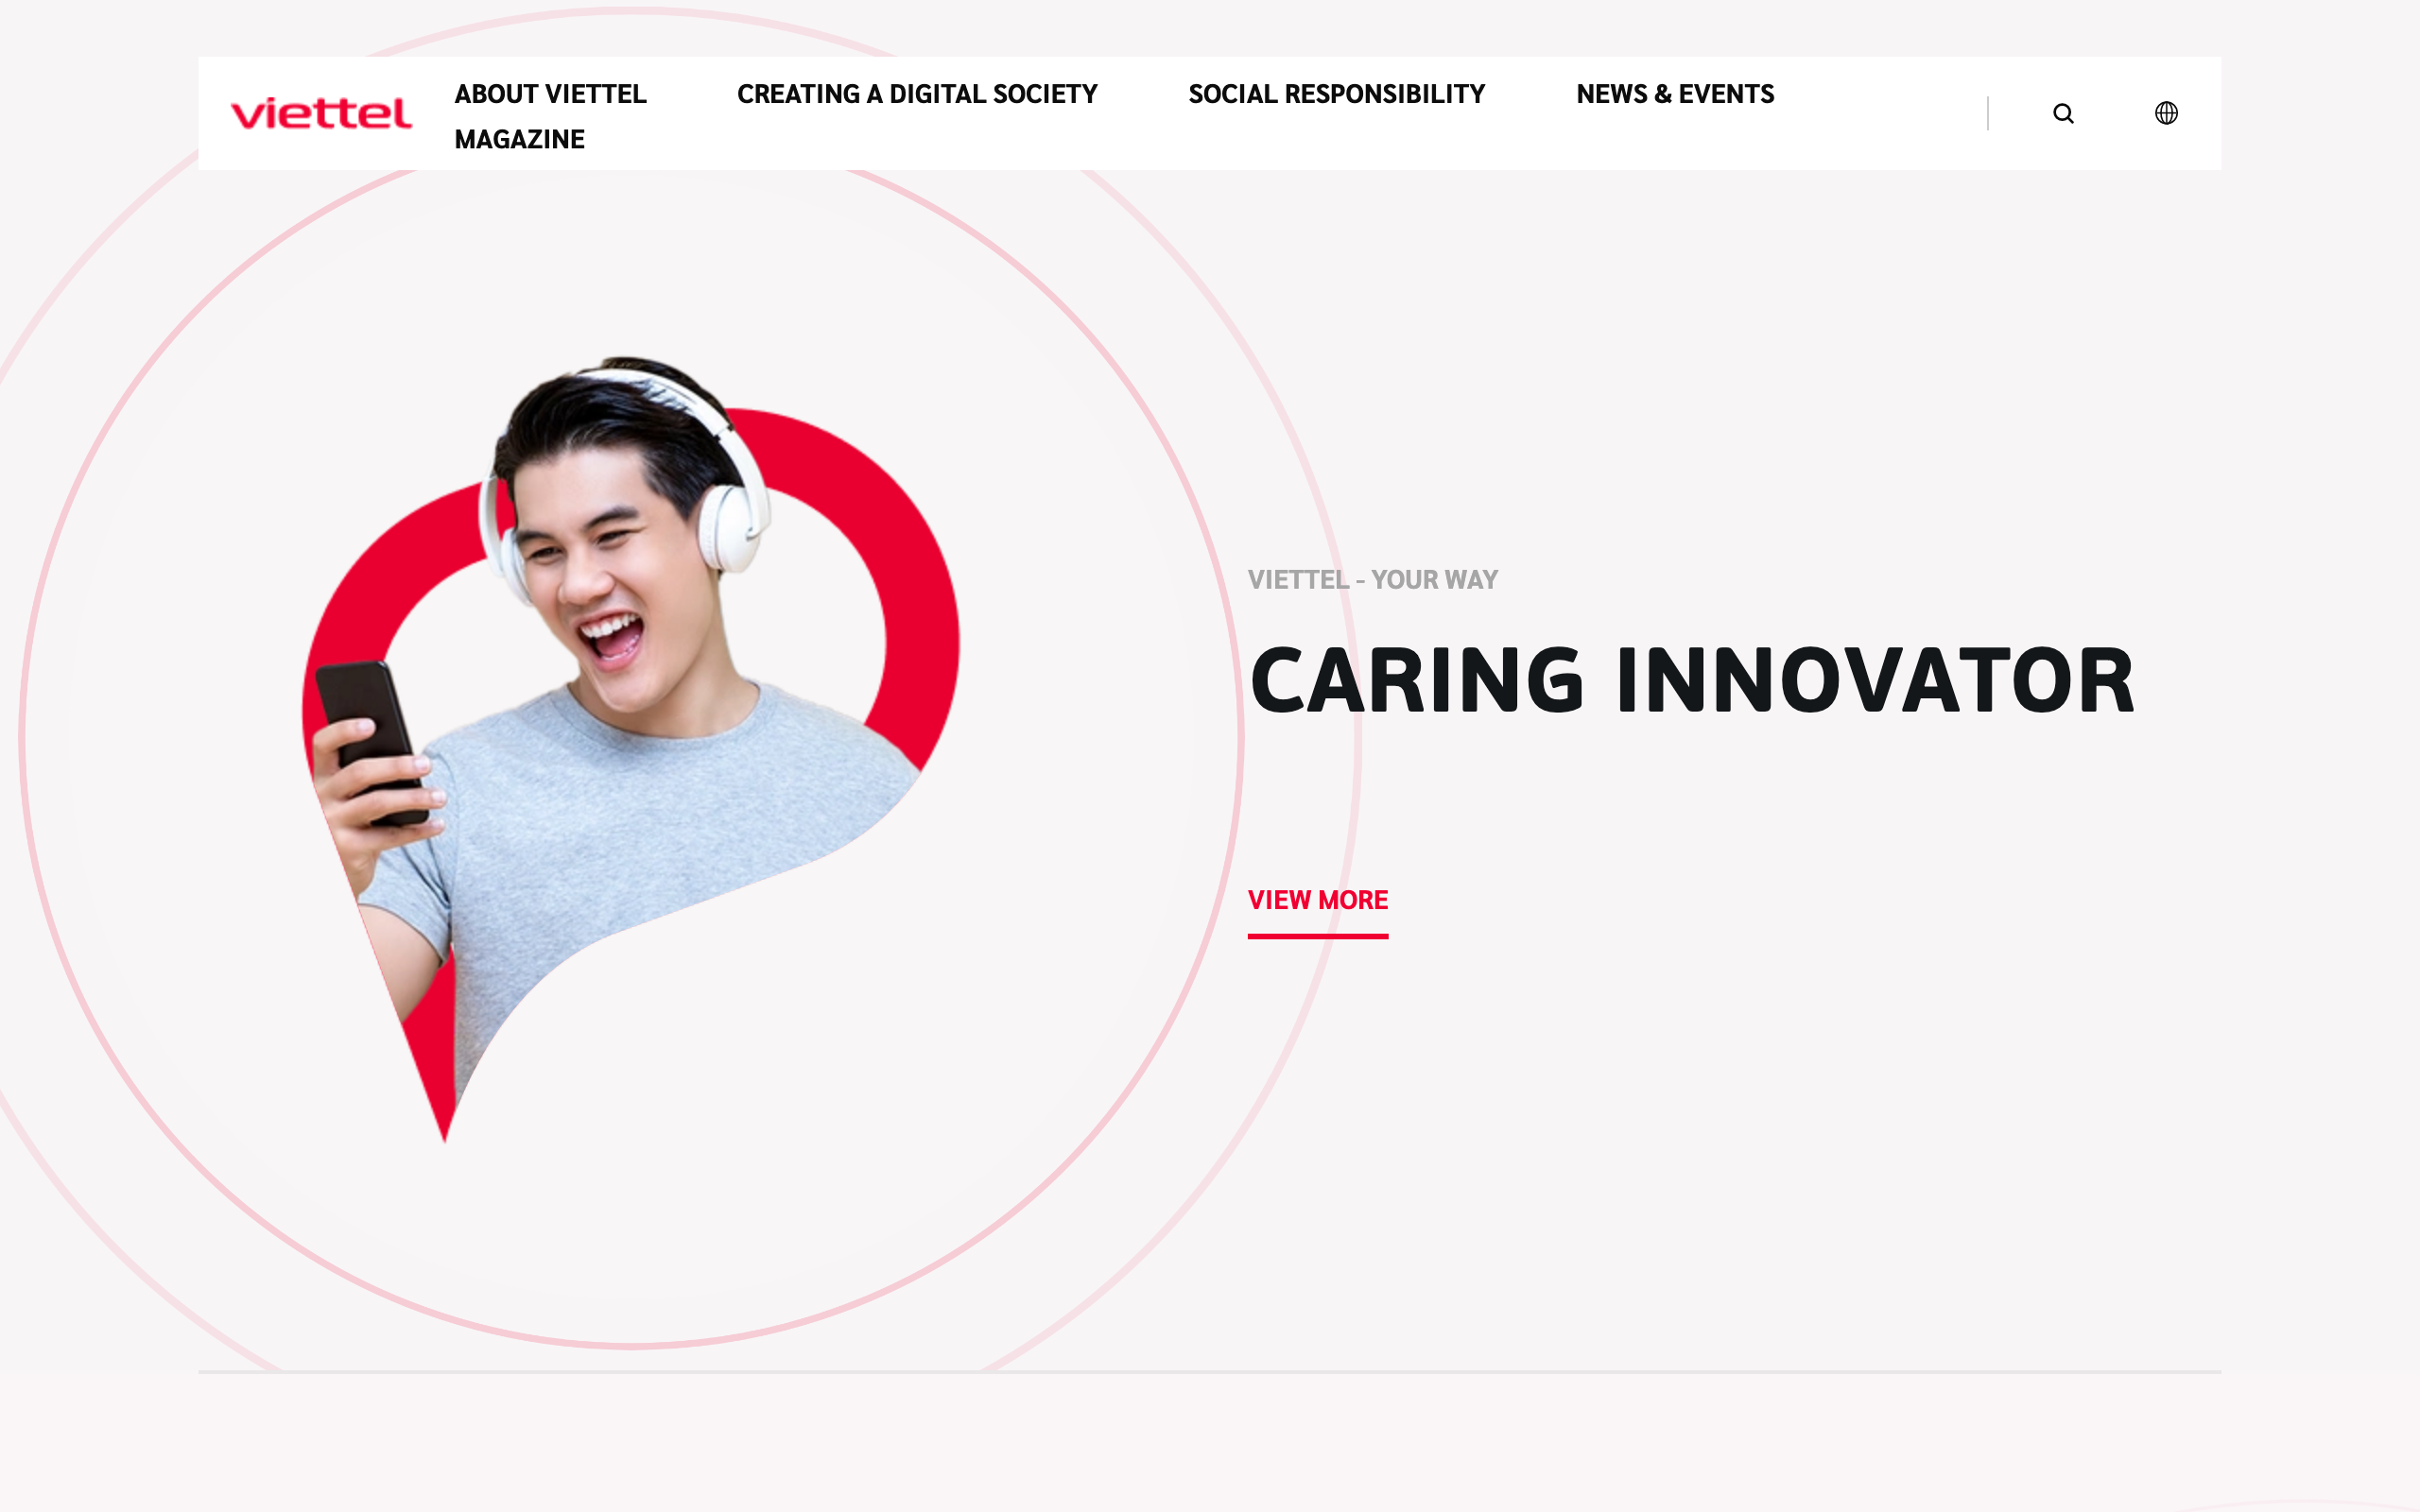 viettel
ABOUT VIETTEL CREATING A DIGITAL SOCIETY SOCIAL RESPONSIBILITY NEWS & EVENTS
MAGAZINE
VIETTEL - YOUR WAY
CARING INNOVATOR
VIEW MORE